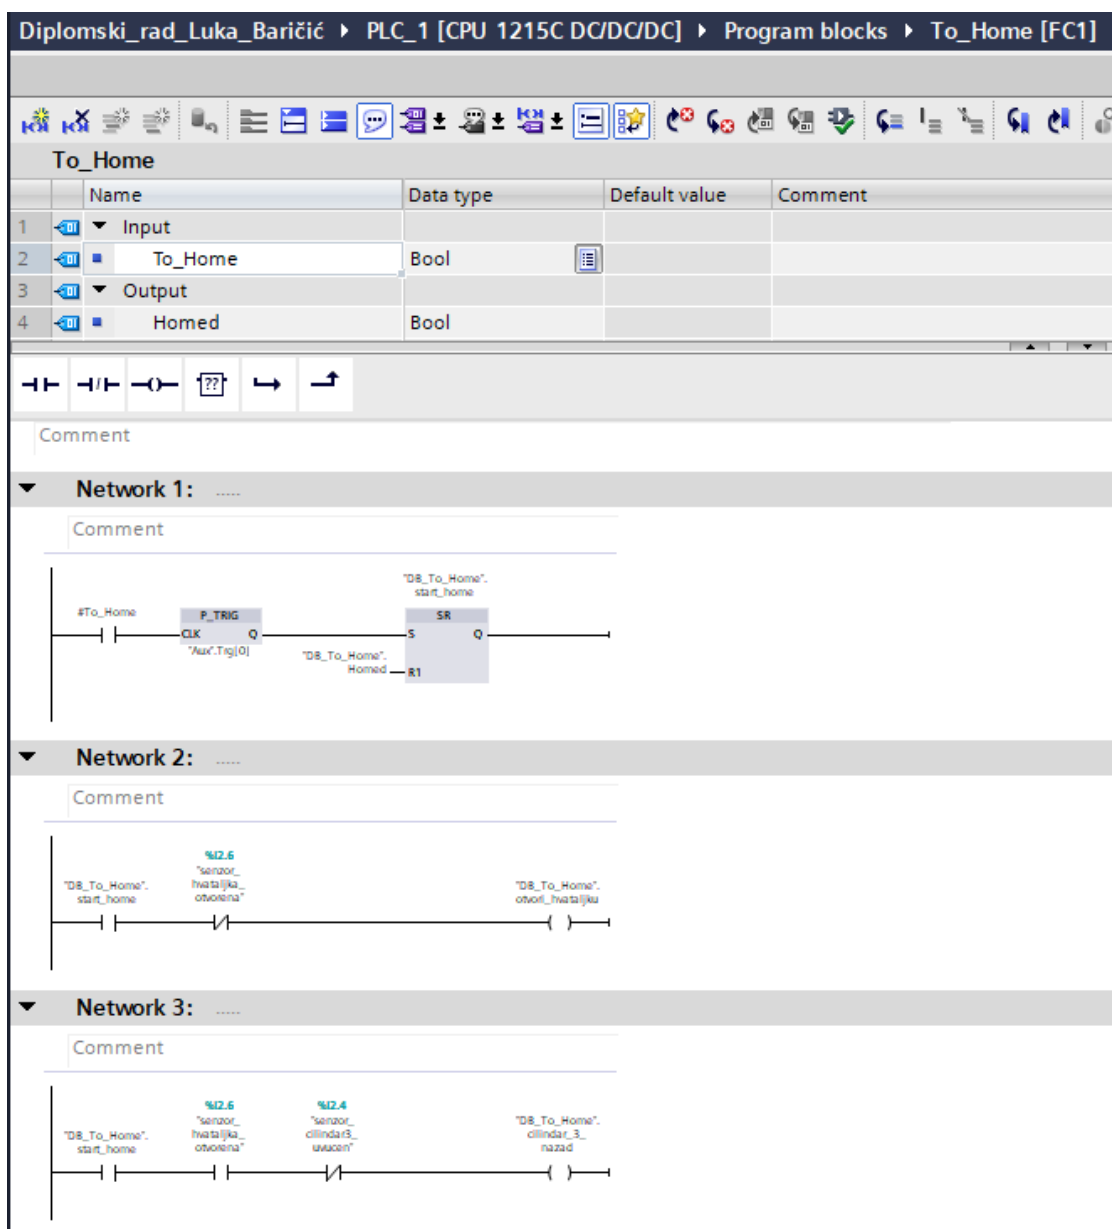 Diplomski_rad_Luka_Baričić ▸ PLC_1 [CPU 1215C DC/DC/DC] ▸ Program blocks ▸ To_Home [FC1]
To_Home
Name Data type Default value Comment
1 Input
2 To_Home Bool
3 Output
4 Homed Bool
??
Comment
Network 1: .....
Comment
"DB_To_Home".
start_home
#To_Home P_TRIG SR
CLK Q S Q
"Aux".Trg[0]
"DB_To_Home".
Homed R1
Network 2: .....
Comment
%I2.6
"senzor_
"DB_To_Home". hvataljka_ "DB_To_Home".
start_home otvorena" otvori_hvataljku
Network 3: .....
Comment
%I2.6 %I2.4
"senzor_ "senzor_ "DB_To_Home".
"DB_To_Home". hvataljka_ cilindar3_ cilindar_3_
start_home otvorena" uvucen" nazad